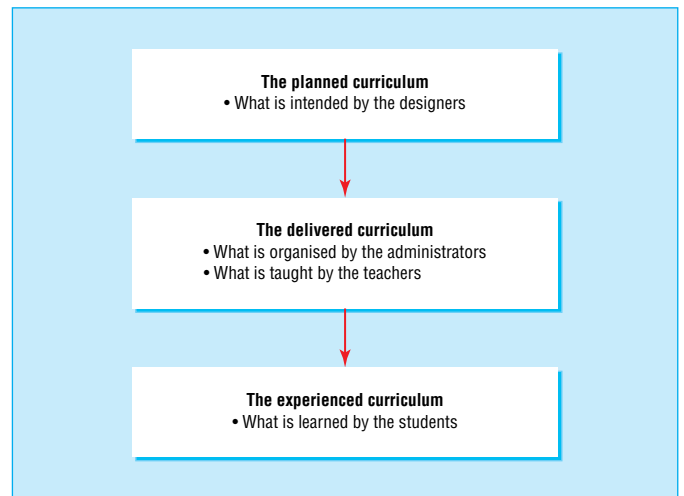 The planned curriculum
• What is intended by the designers
The delivered curriculum
• What is organised by the administrators
• What is taught by the teachers
The experienced curriculum
• What is learned by the students